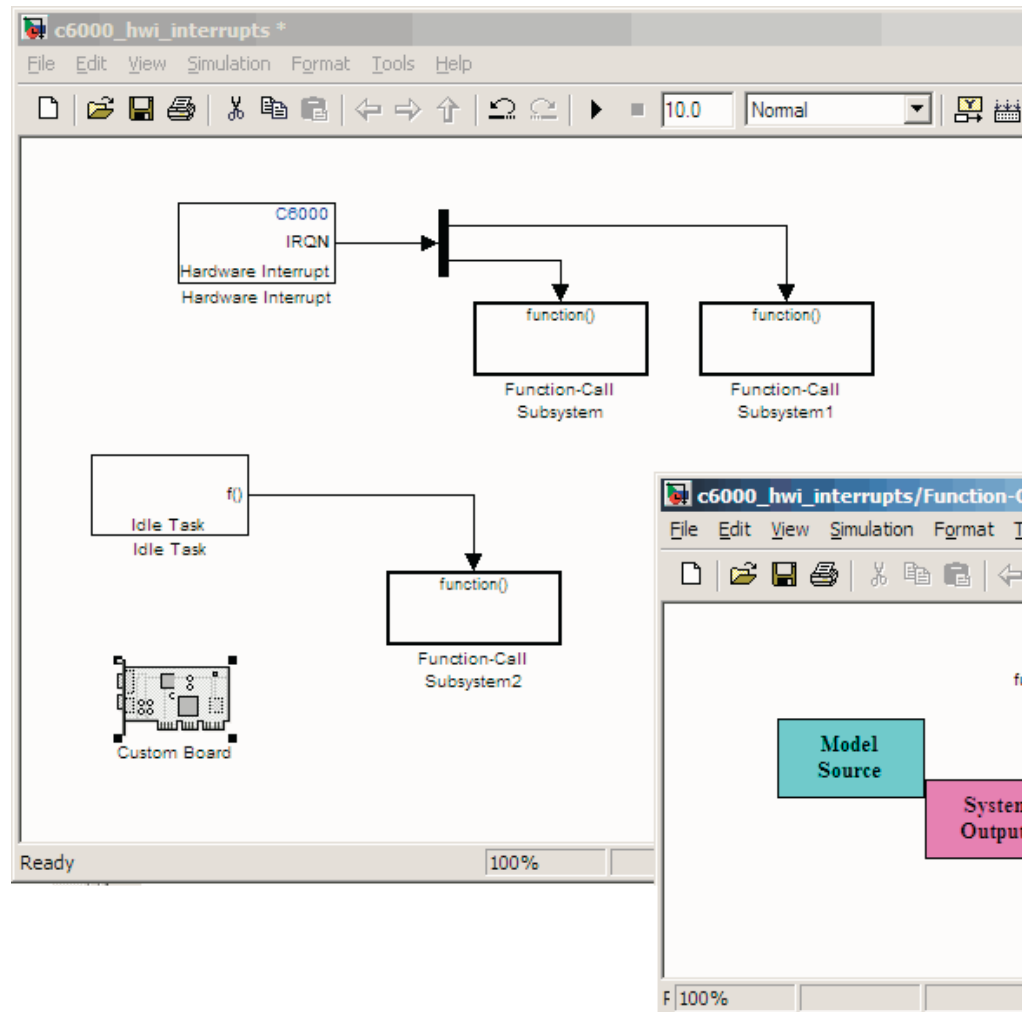 c6000_hwi_interrupts *
File Edit View Simulation Format Tools Help
10.0 Normal
C6000
IRQN
Hardware Interrupt
Hardware Interrupt
function() function()
Function-Call Function-Call
Subsystem Subsystem1
f()
Idle Task
Idle Task
function()
Function-Call
Subsystem2
Custom Board
Ready 100%
c6000_hwi_interrupts/Function-
File Edit View Simulation Format
Model
Source
System
Output
F 100%